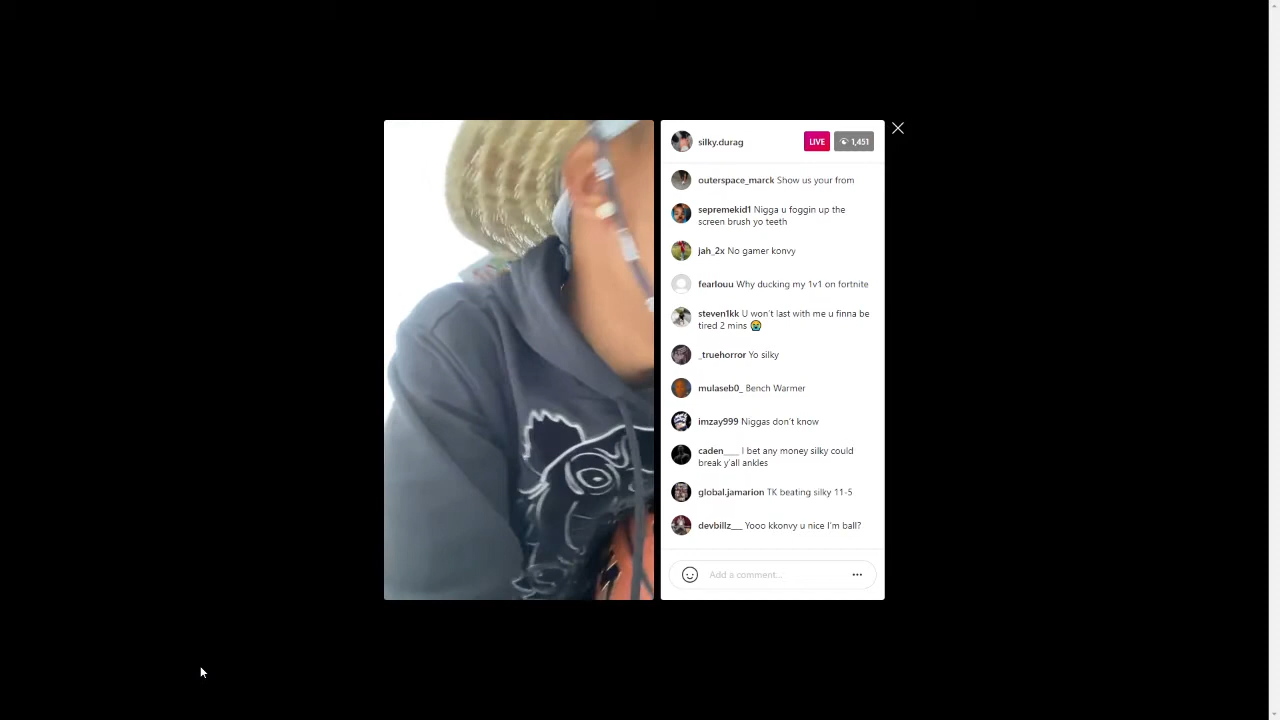 silky.durag
LIVE
1,451
outerspace_marck Show us your from
sepremekid1 Nigga u foggin up the
screen brush yo teeth
jah_2x No gamer konvy
fearlouu Why ducking my 1v1 on fortnite
steven1kk U won't last with me u finna be
tired 2 mins 😭
_truehorror Yo silky
mulaseb0_ Bench Warmer
imzay999 Niggas don't know
caden____ I bet any money silky could
break y'all ankles
global.jamarion TK beating silky 11-5
devbillz___ Yooo kkonvy u nice I'm ball?
Add a comment...